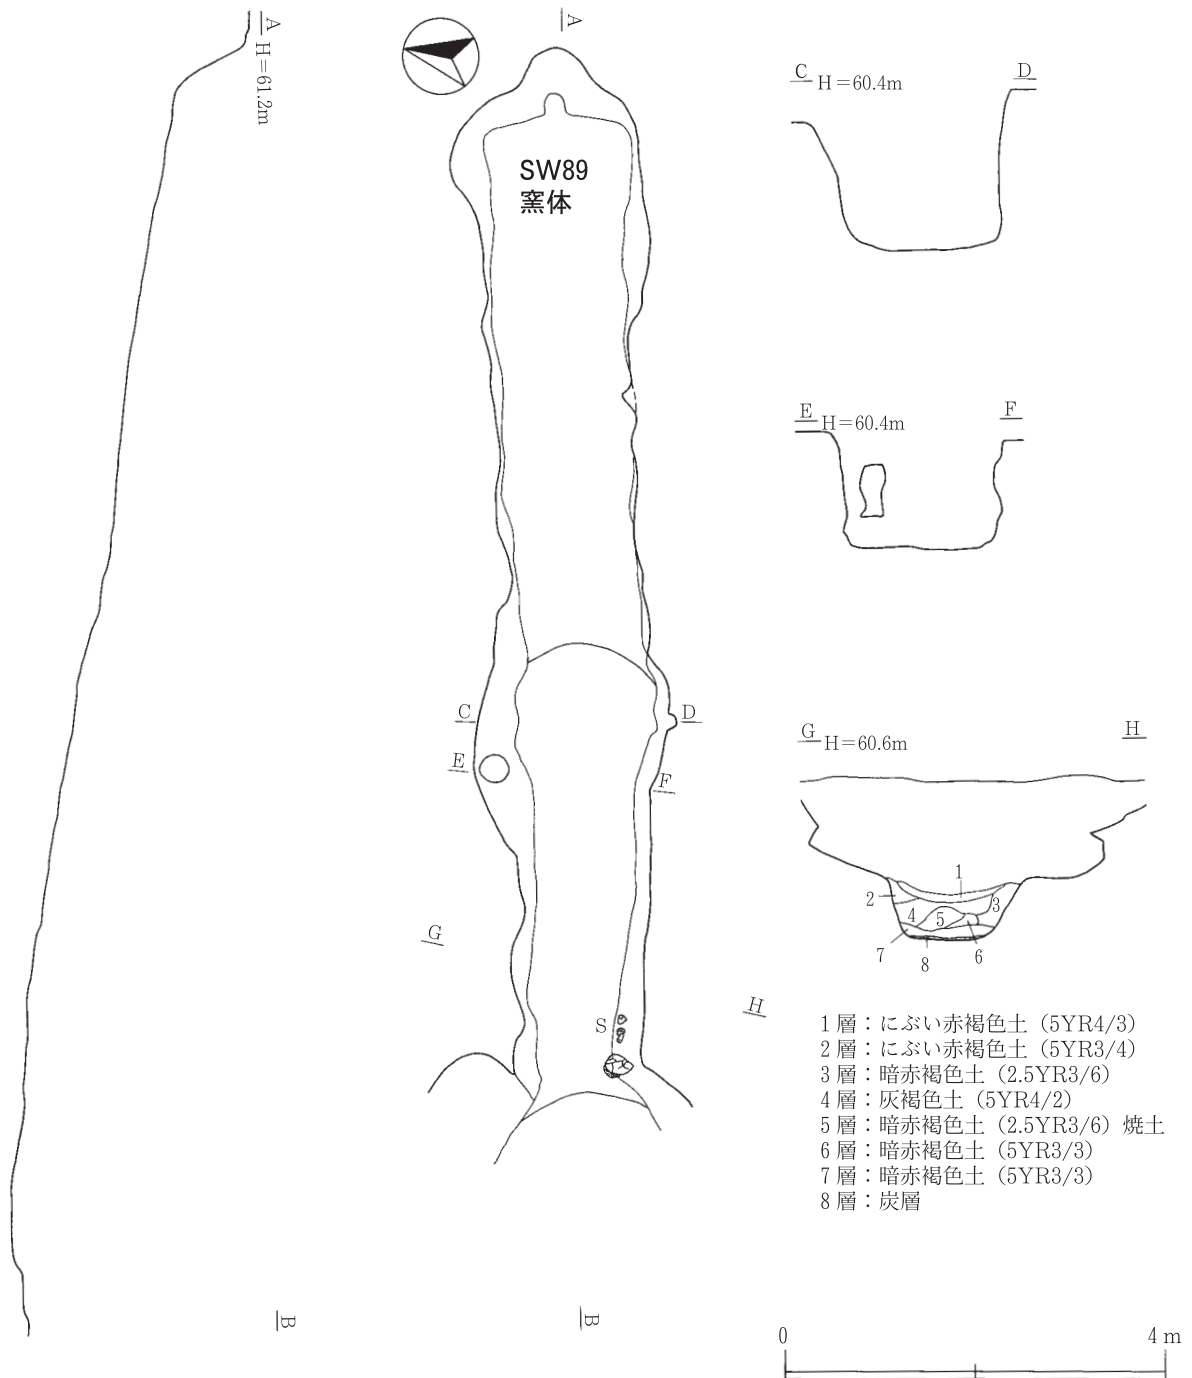 A
H＝61.2m
A
SW89
窯体
C
D
E
F
G
H
S
B
B
C H＝60.4m D
E H＝60.4m F
G H＝60.6m H
1
2
3
4
5
6
7
8
1層：にぶい赤褐色土（5YR4/3）
2層：にぶい赤褐色土（5YR3/4）
3層：暗赤褐色土（2.5YR3/6）
4層：灰褐色土（5YR4/2）
5層：暗赤褐色土（2.5YR3/6）焼土
6層：暗赤褐色土（5YR3/3）
7層：暗赤褐色土（5YR3/3）
8層：炭層
0 4m